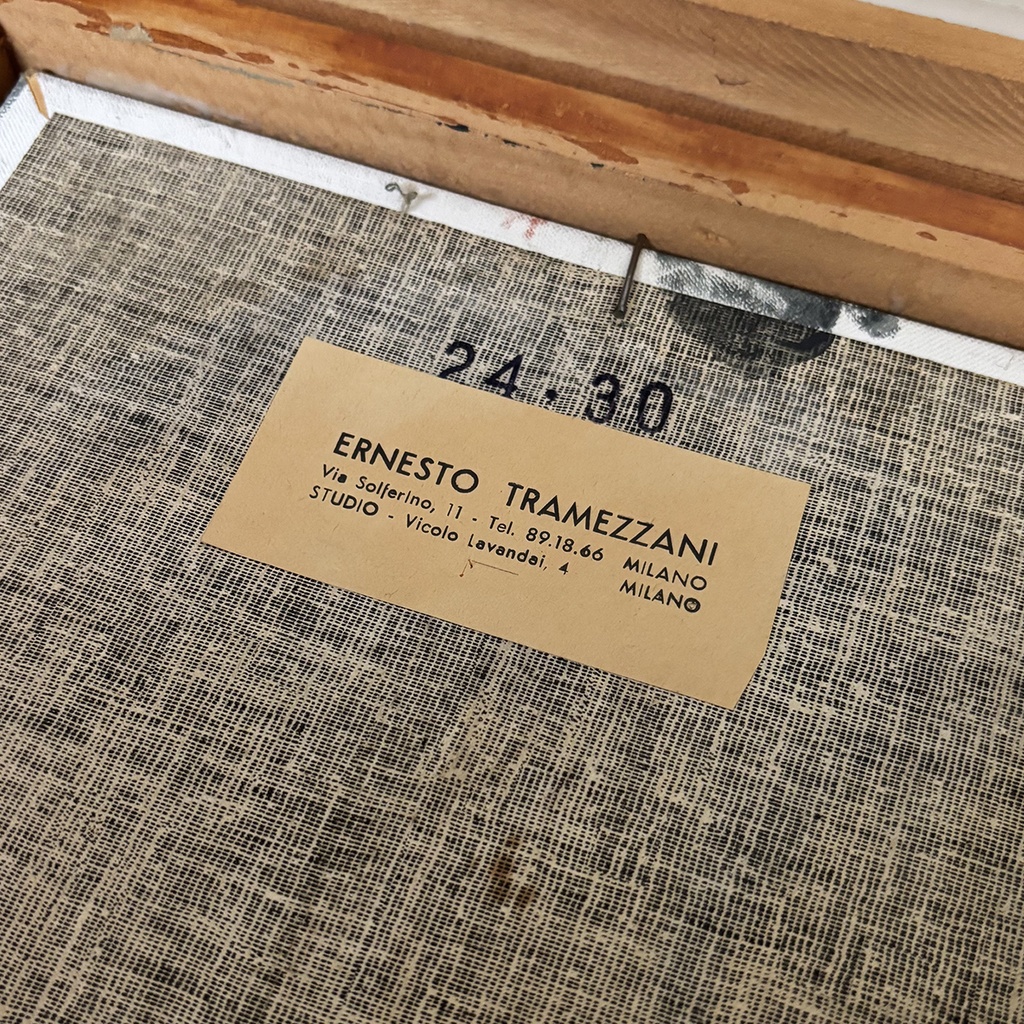 24·30
ERNESTO TRAMEZZANI
Via Solferino, 11 - Tel. 89.18.66 MILANO
STUDIO - Vicolo Lavandai, 4 MILANO